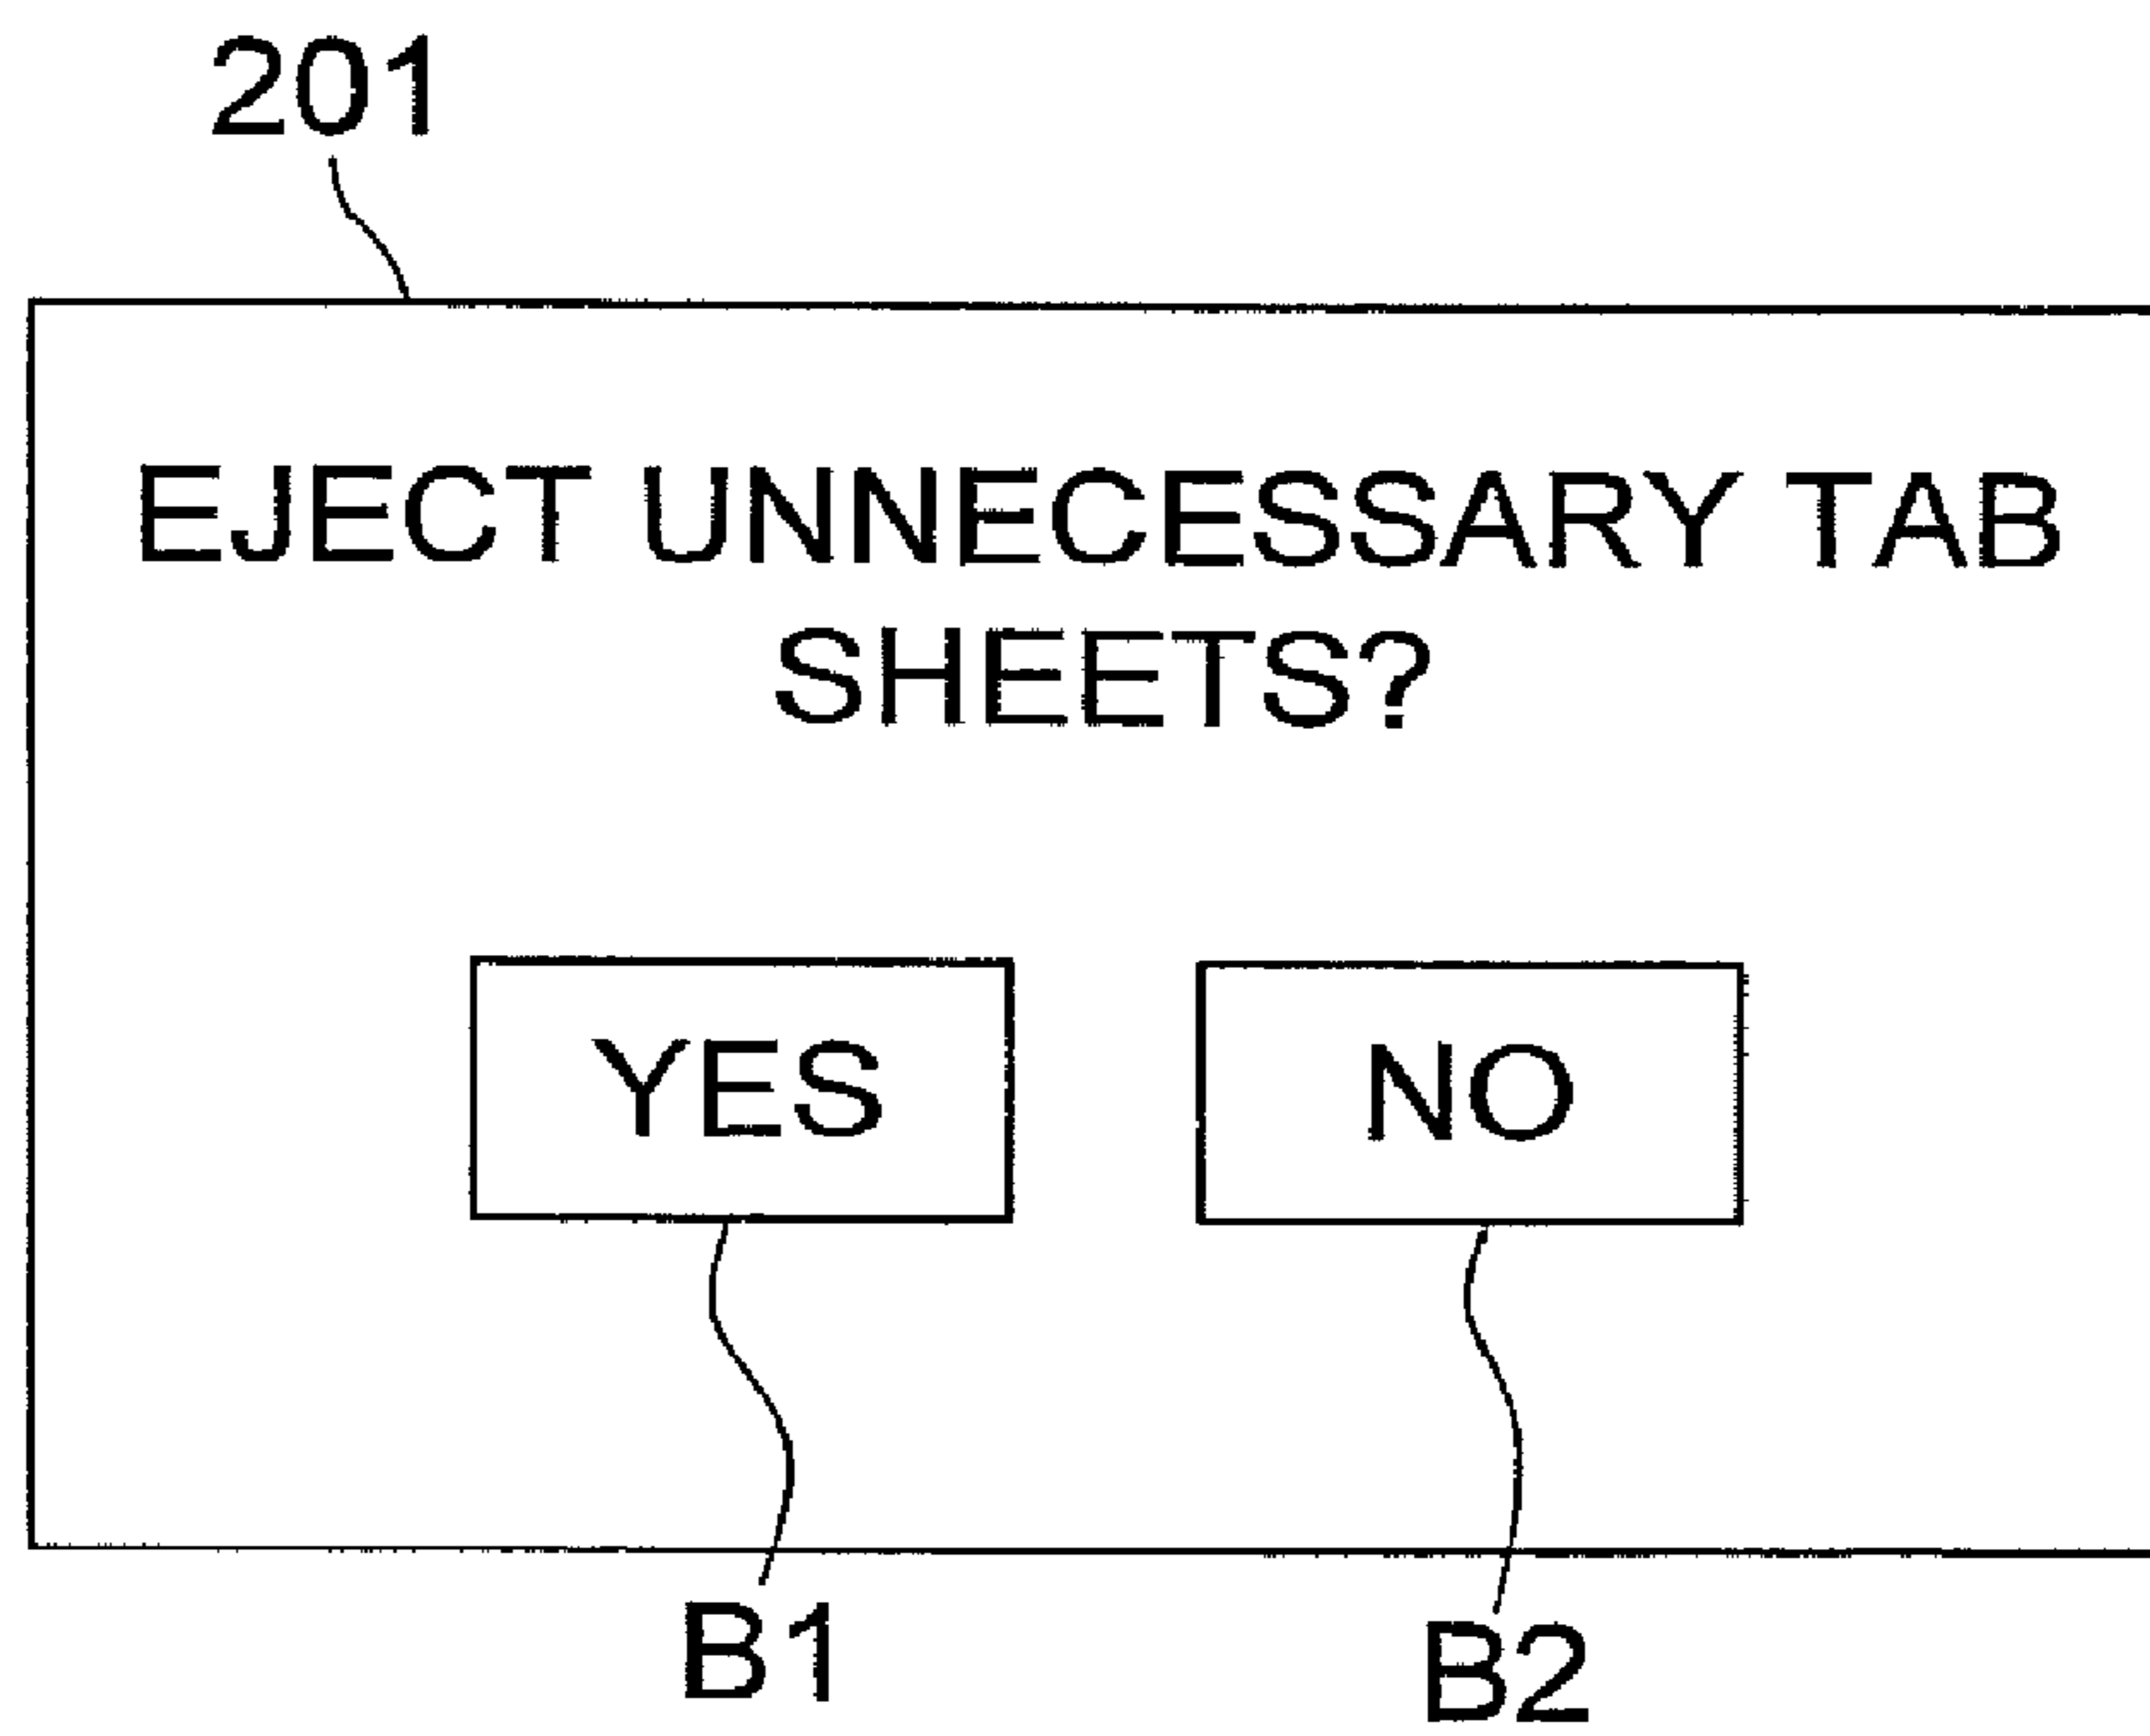 201
EJECT UNNECESSARY TAB
SHEETS?
YES NO
B1 B2